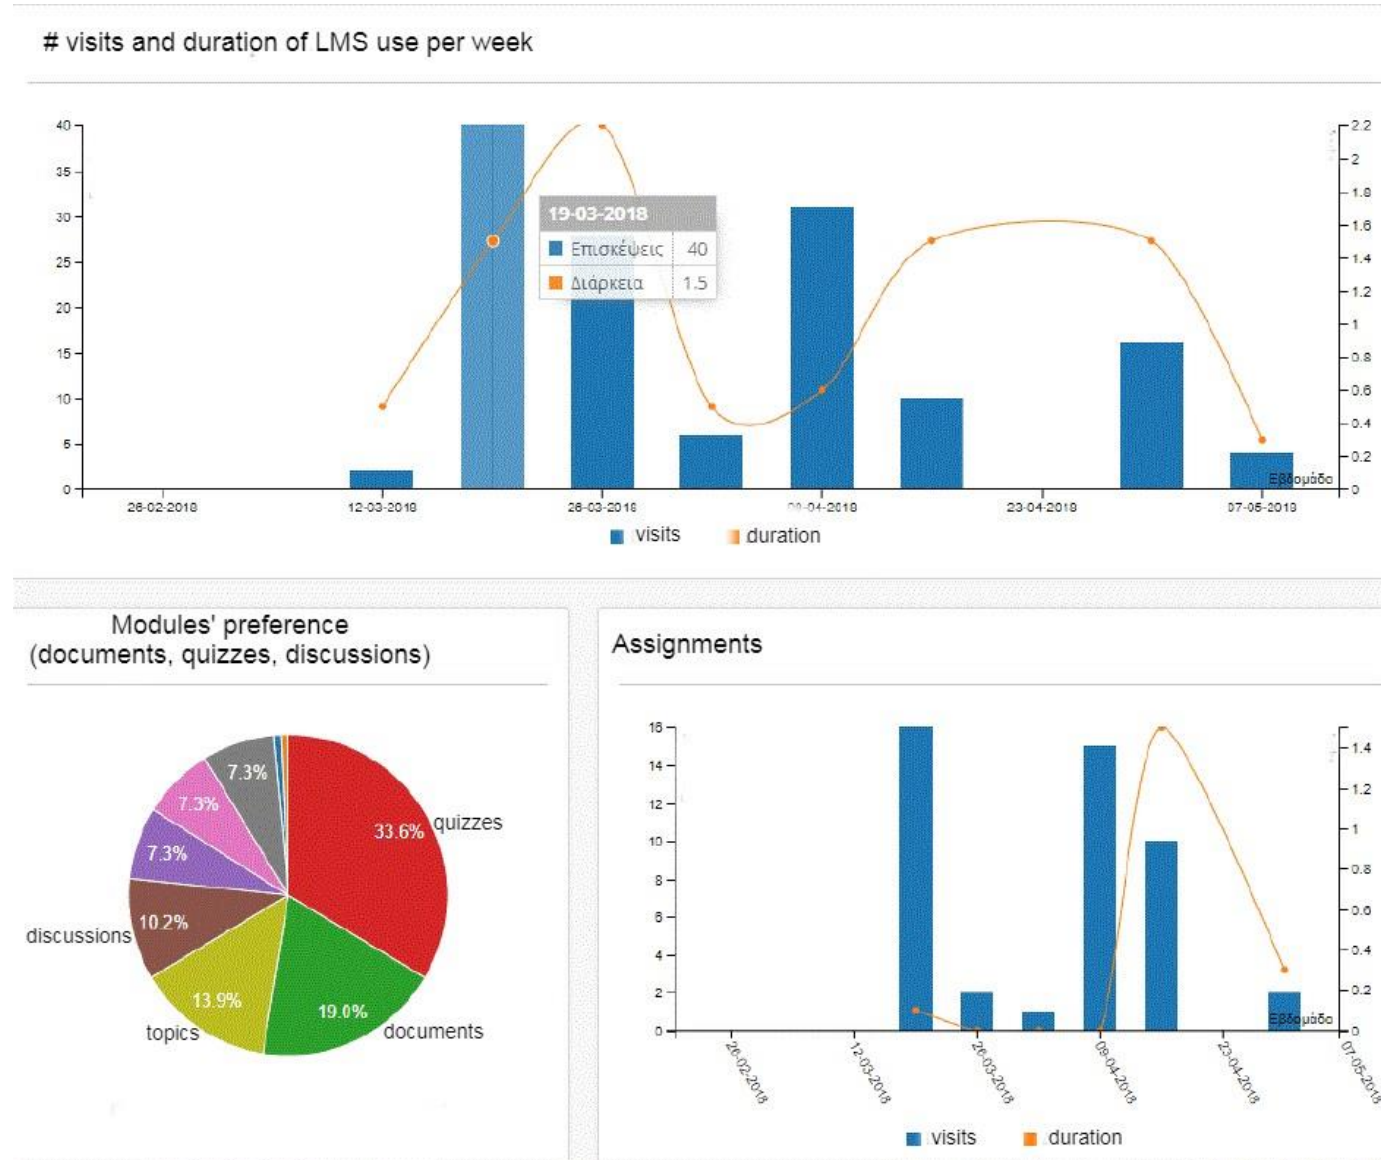 # visits and duration of LMS use per week
40
35
30
25
20
15
10
5
0
2.2
2
1.8
1.6
1.4
1.2
1
0.8
0.6
0.4
0.2
0
19-03-2018
Επισκέψεις 40
Διάρκεια 1.5
Εβδομάδα
26-02-2018 12-03-2018 26-03-2018 09-04-2018 23-04-2018 07-05-2018
visits duration
Modules' preference
(documents, quizzes, discussions)
7.3%
7.3%
7.3%
10.2%
13.9%
19.0%
33.6%
quizzes
discussions
topics
documents
Assignments
16
14
12
10
8
6
4
2
0
1.4
1.2
1
0.8
0.6
0.4
0.2
0
Εβδομάδα
26-02-2018 12-03-2018 26-03-2018 09-04-2018 23-04-2018 07-05-2018
visits duration